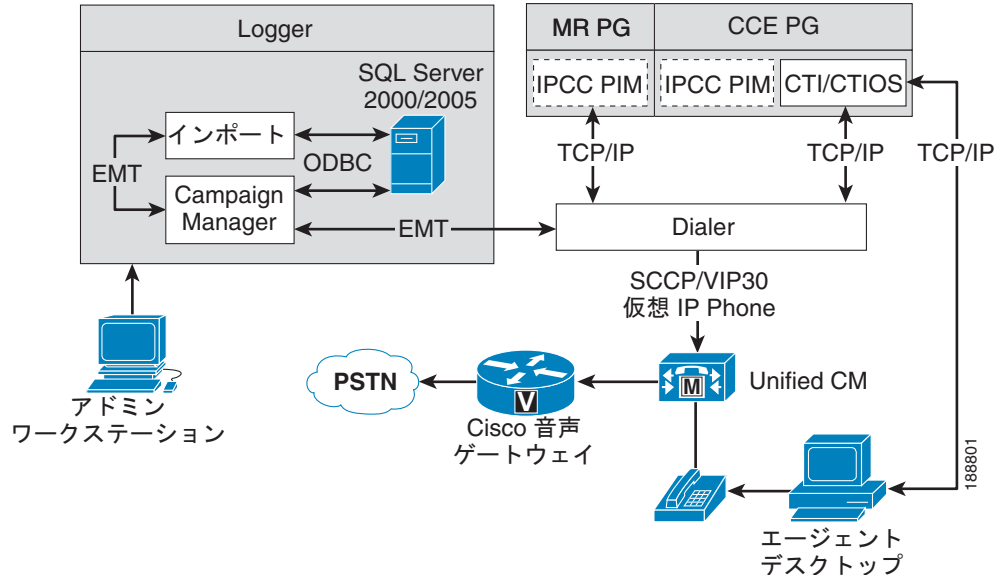 Logger
MR PG
CCE PG
SQL Server
2000/2005
IPCC PIM
IPCC PIM
CTI/CTIOS
インポート
EMT
ODBC
TCP/IP
TCP/IP
TCP/IP
Campaign
Manager
EMT
Dialer
SCCP/VIP30
仮想 IP Phone
PSTN
V
M
Unified CM
アドミン
ワークステーション
Cisco 音声
ゲートウェイ
188801
エージェント
デスクトップ